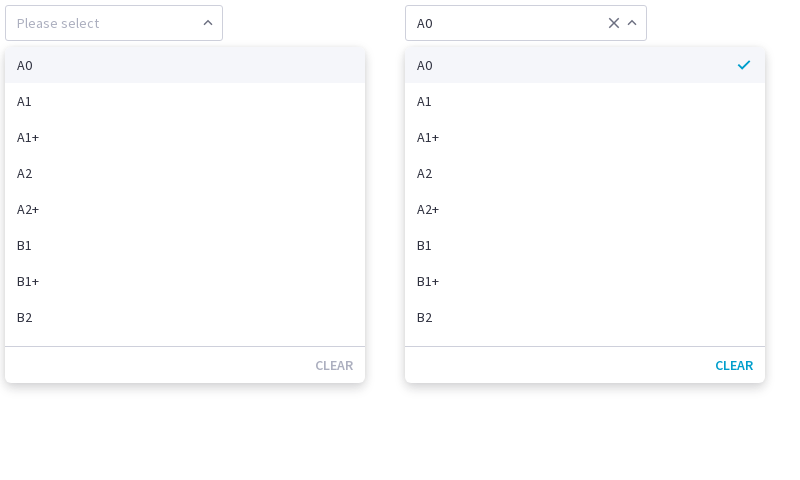 Please select
A0
A1
A1+
A2
A2+
B1
B1+
B2
CLEAR
A0
A0
A1
A1+
A2
A2+
B1
B1+
B2
CLEAR